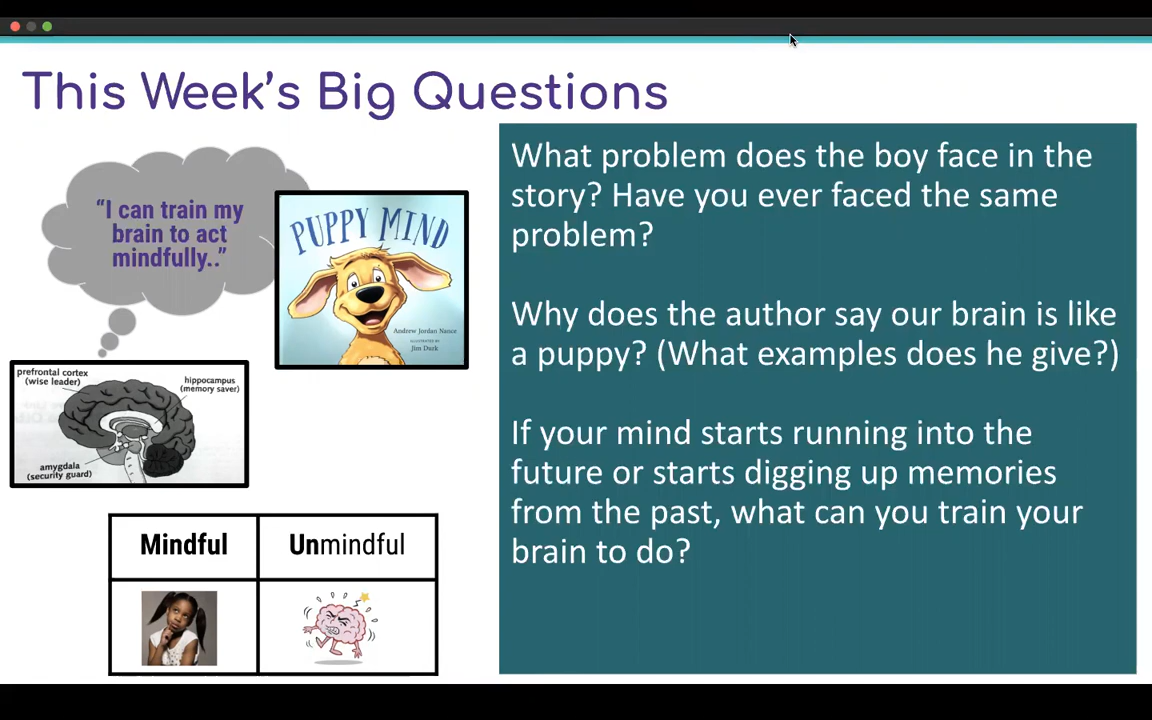 This Week's Big Questions
“I can train my
brain to act
mindfully..”
PUPPY MIND
Andrew Jordan Nance
ILLUSTRATED BY
Jim Durk
prefrontal cortex
(wise leader)
hippocampus
(memory saver)
amygdala
(security guard)
Mindful
Unmindful
What problem does the boy face in the
story? Have you ever faced the same
problem?
Why does the author say our brain is like
a puppy? (What examples does he give?)
If your mind starts running into the
future or starts digging up memories
from the past, what can you train your
brain to do?